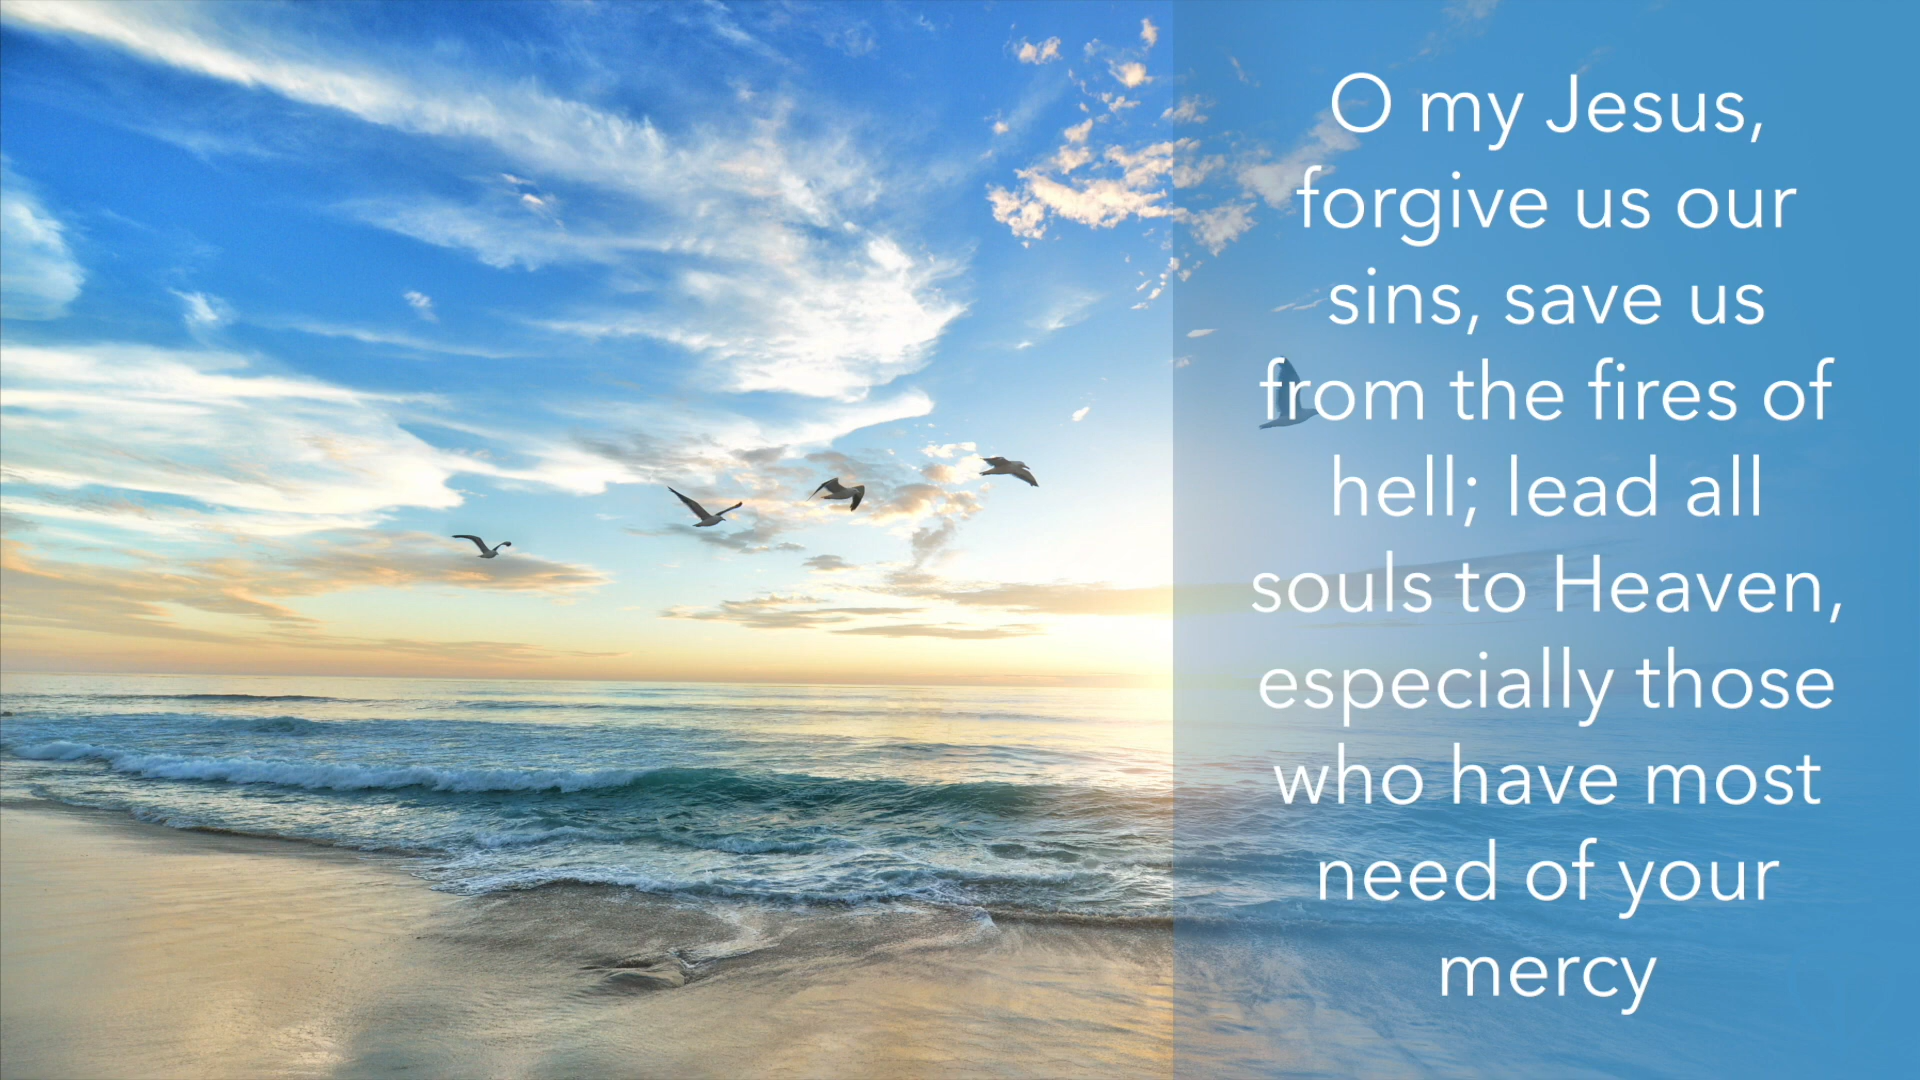 O my Jesus,
forgive us our
sins, save us
from the fires of
hell; lead all
souls to Heaven,
especially those
who have most
need of your
mercy